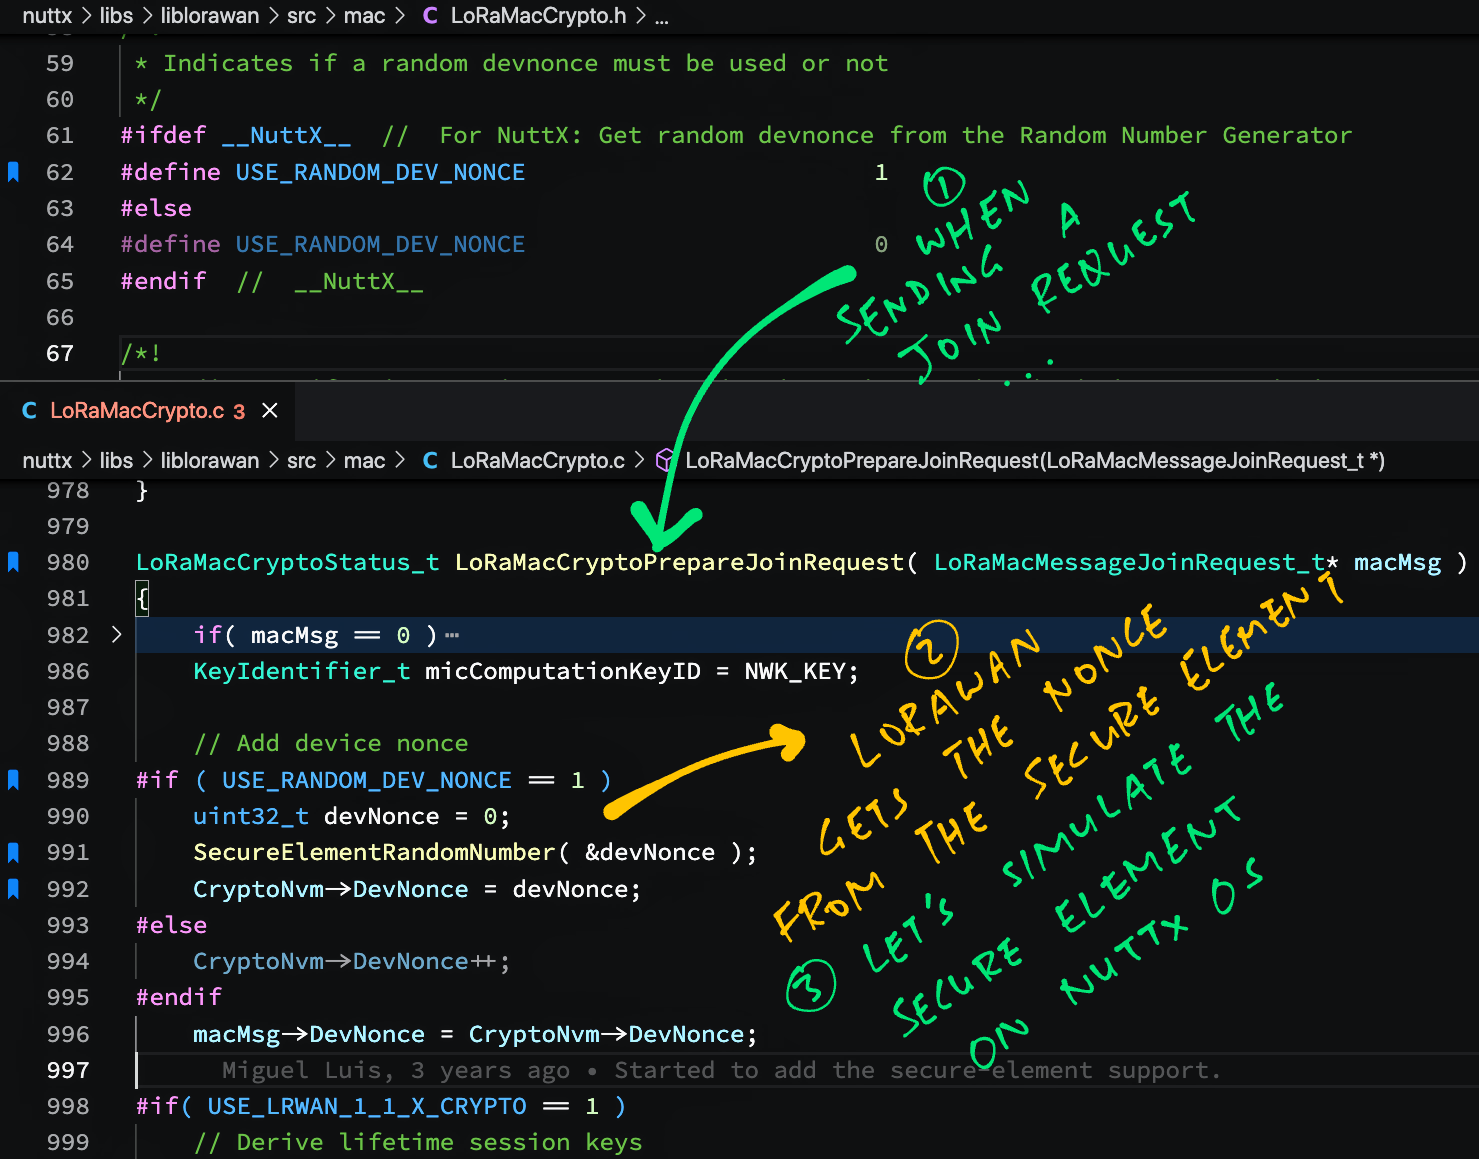 nuttx > libs > liblorawan > src > mac > C LoRaMacCrypto.h > ...
59 * Indicates if a random devnonce must be used or not
60 */
61 #ifdef __NuttX__ // For NuttX: Get random devnonce from the Random Number Generator
62 #define USE_RANDOM_DEV_NONCE 1
63 #else
64 #define USE_RANDOM_DEV_NONCE 0
65 #endif // __NuttX__
66
67 /*!
① WHEN
SENDING A
JOIN REQUEST
...
C LoRaMacCrypto.c 3 ×
nuttx > libs > liblorawan > src > mac > C LoRaMacCrypto.c > LoRaMacCryptoPrepareJoinRequest(LoRaMacMessageJoinRequest_t *)
978 }
979
980 LoRaMacCryptoStatus_t LoRaMacCryptoPrepareJoinRequest( LoRaMacMessageJoinRequest_t* macMsg )
981 {
982 > if( macMsg == 0 ) ⋯
986 KeyIdentifier_t micComputationKeyID = NWK_KEY;
987
988 // Add device nonce
989 #if ( USE_RANDOM_DEV_NONCE == 1 )
990 uint32_t devNonce = 0;
991 SecureElementRandomNumber( &devNonce );
992 CryptoNvm->DevNonce = devNonce;
993 #else
994 CryptoNvm->DevNonce++;
995 #endif
996 macMsg->DevNonce = CryptoNvm->DevNonce;
997 Miguel Luis, 3 years ago • Started to add the secure-element support.
998 #if( USE_LRWAN_1_1_X_CRYPTO == 1 )
999 // Derive lifetime session keys
② LORAWAN
GETS THE NONCE
FROM THE SECURE ELEMENT
③ LET'S SIMULATE THE
SECURE ELEMENT
ON NUTTX OS